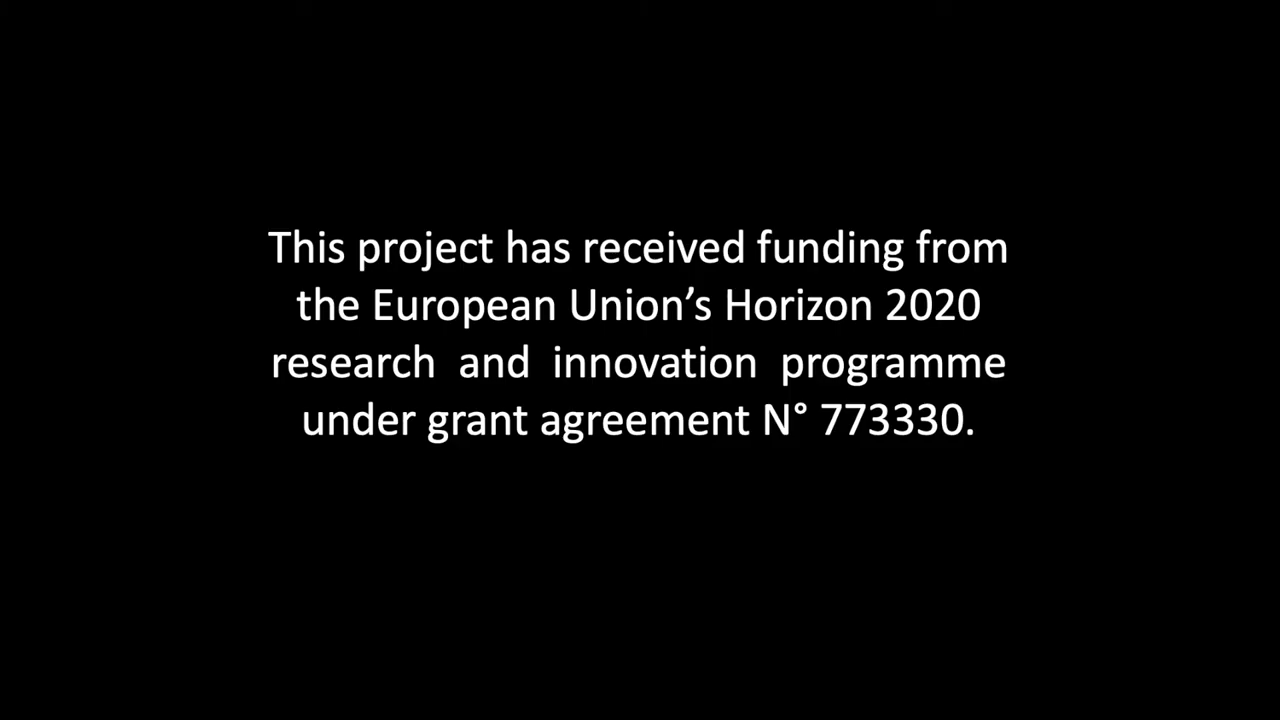 This project has received funding from
the European Union’s Horizon 2020
research and innovation programme
under grant agreement N° 773330.